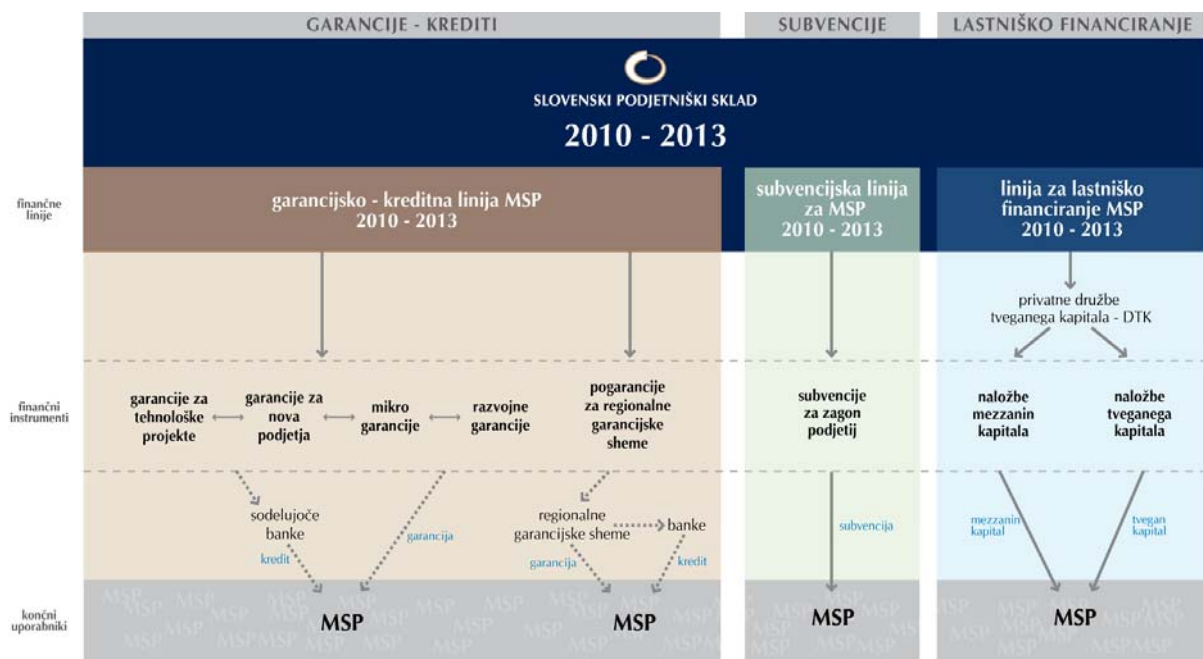 GARANCIJE - KREDITI
SUBVENCIJE
LASTNIŠKO FINANCIRANJE
SLOVENSKI PODJETNIŠKI SKLAD
2010 - 2013
finančne
linije
garancijsko - kreditna linija MSP
2010 - 2013
subvencijska linija
za MSP
2010 - 2013
linija za lastniško
financiranje MSP
2010 - 2013
privatne družbe
tveganega kapitala - DTK
finančni
instrumenti
garancije za
tehnološke
projekte
garancije za
nova
podjetja
mikro
garancije
razvojne
garancije
pogarancije
za regionalne
garancijske
sheme
subvencije
za zagon
podjetij
naložbe
mezzanin
kapitala
naložbe
tveganega
kapitala
sodelujoče
banke
kredit
garancija
regionalne
garancijske sheme
banke
garancija
kredit
subvencija
mezzanin
kapital
tvegan
kapital
končni
uporabniki
MSP
MSP
MSP
MSP